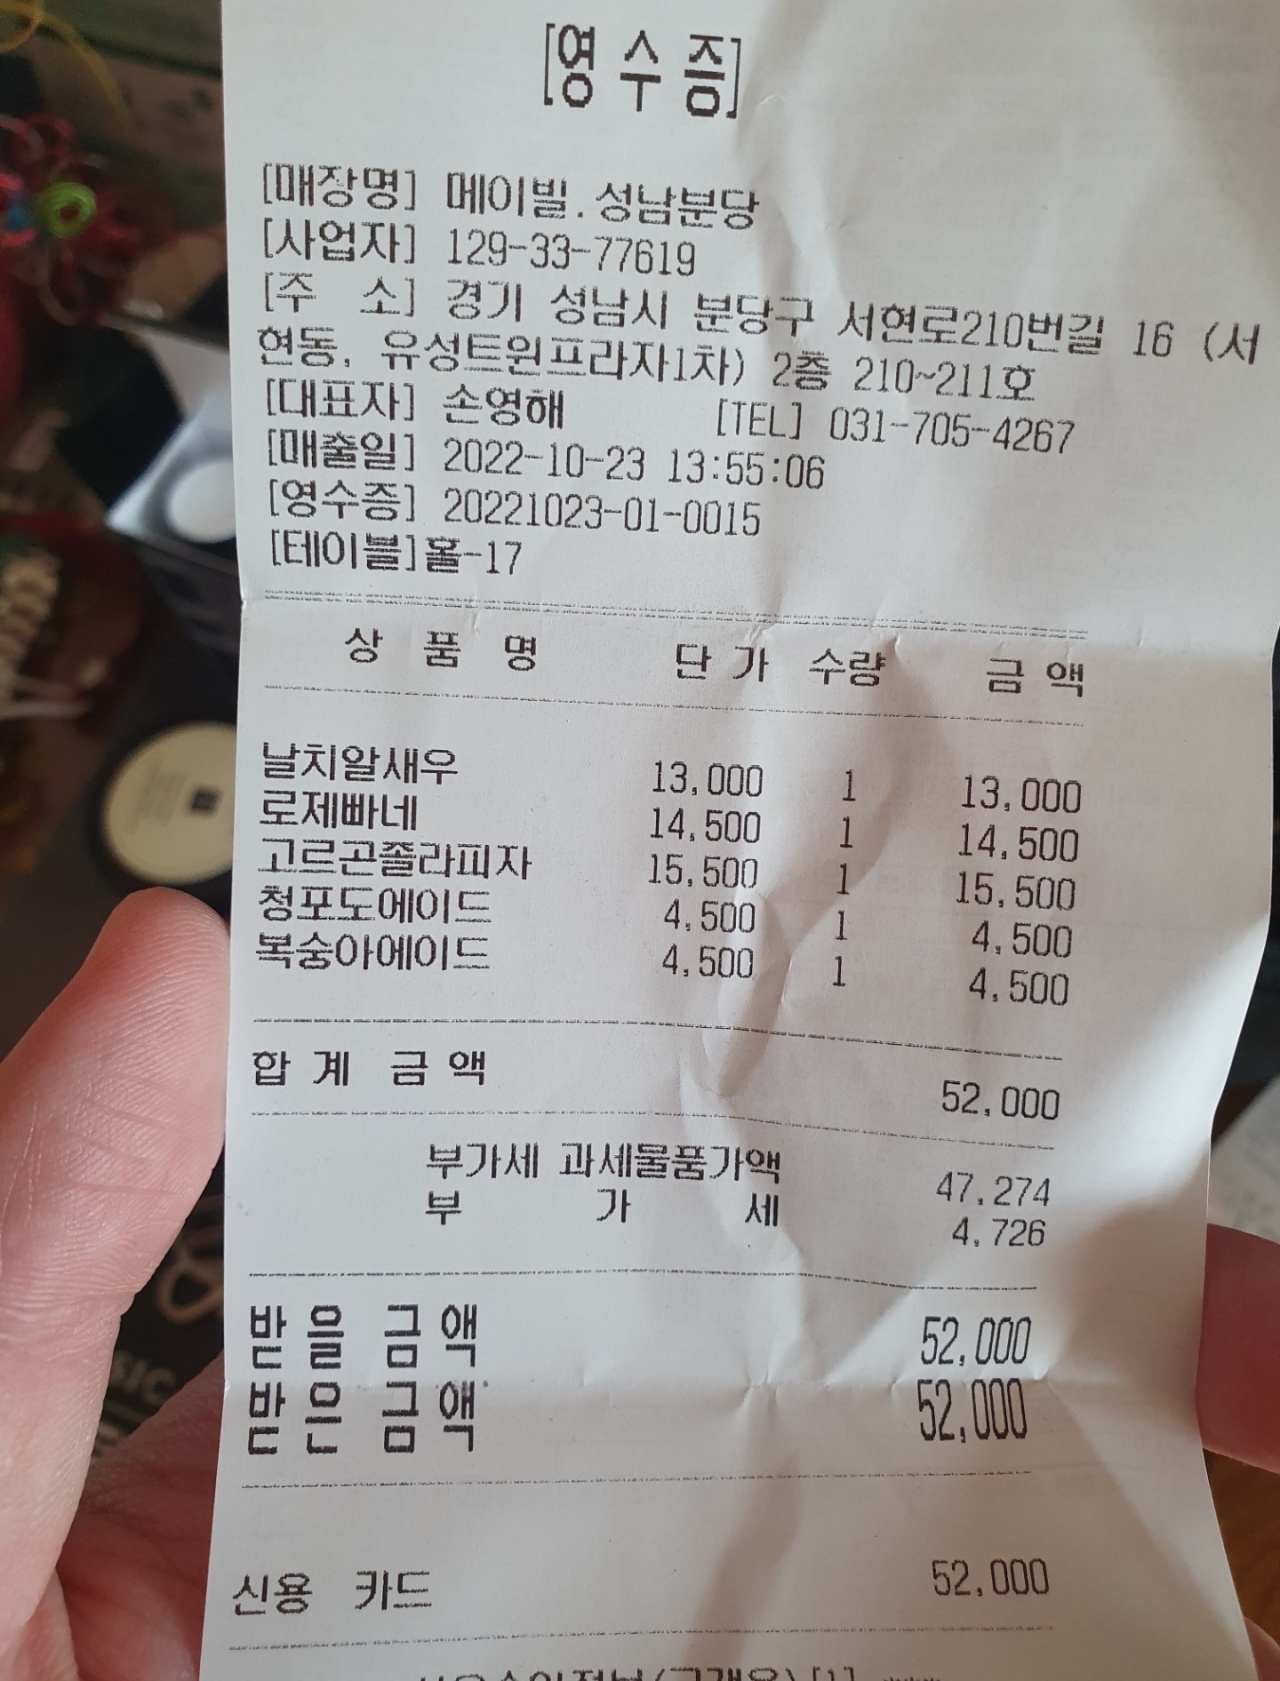 [영 수 증]
[매장명] 메이빌.성남분당
[사업자] 129-33-77619
[주 소] 경기 성남시 분당구 서현로210번길 16 (서
현동, 유성트윈프라자1차) 2층 210~211호
[대표자] 손영해 [TEL] 031-705-4267
[매출일] 2022-10-23 13:55:06
[영수증] 20221023-01-0015
[테이블]홀-17
상 품 명 단 가 수량 금 액
날치알새우 13,000 1 13,000
로제빠네 14,500 1 14,500
고르곤졸라피자 15,500 1 15,500
청포도에이드 4,500 1 4,500
복숭아에이드 4,500 1 4,500
합 계 금 액 52,000
부가세 과세물품가액 47,274
부 가 세 4,726
받 을 금 액 52,000
받 은 금 액 52,000
신용 카드 52,000